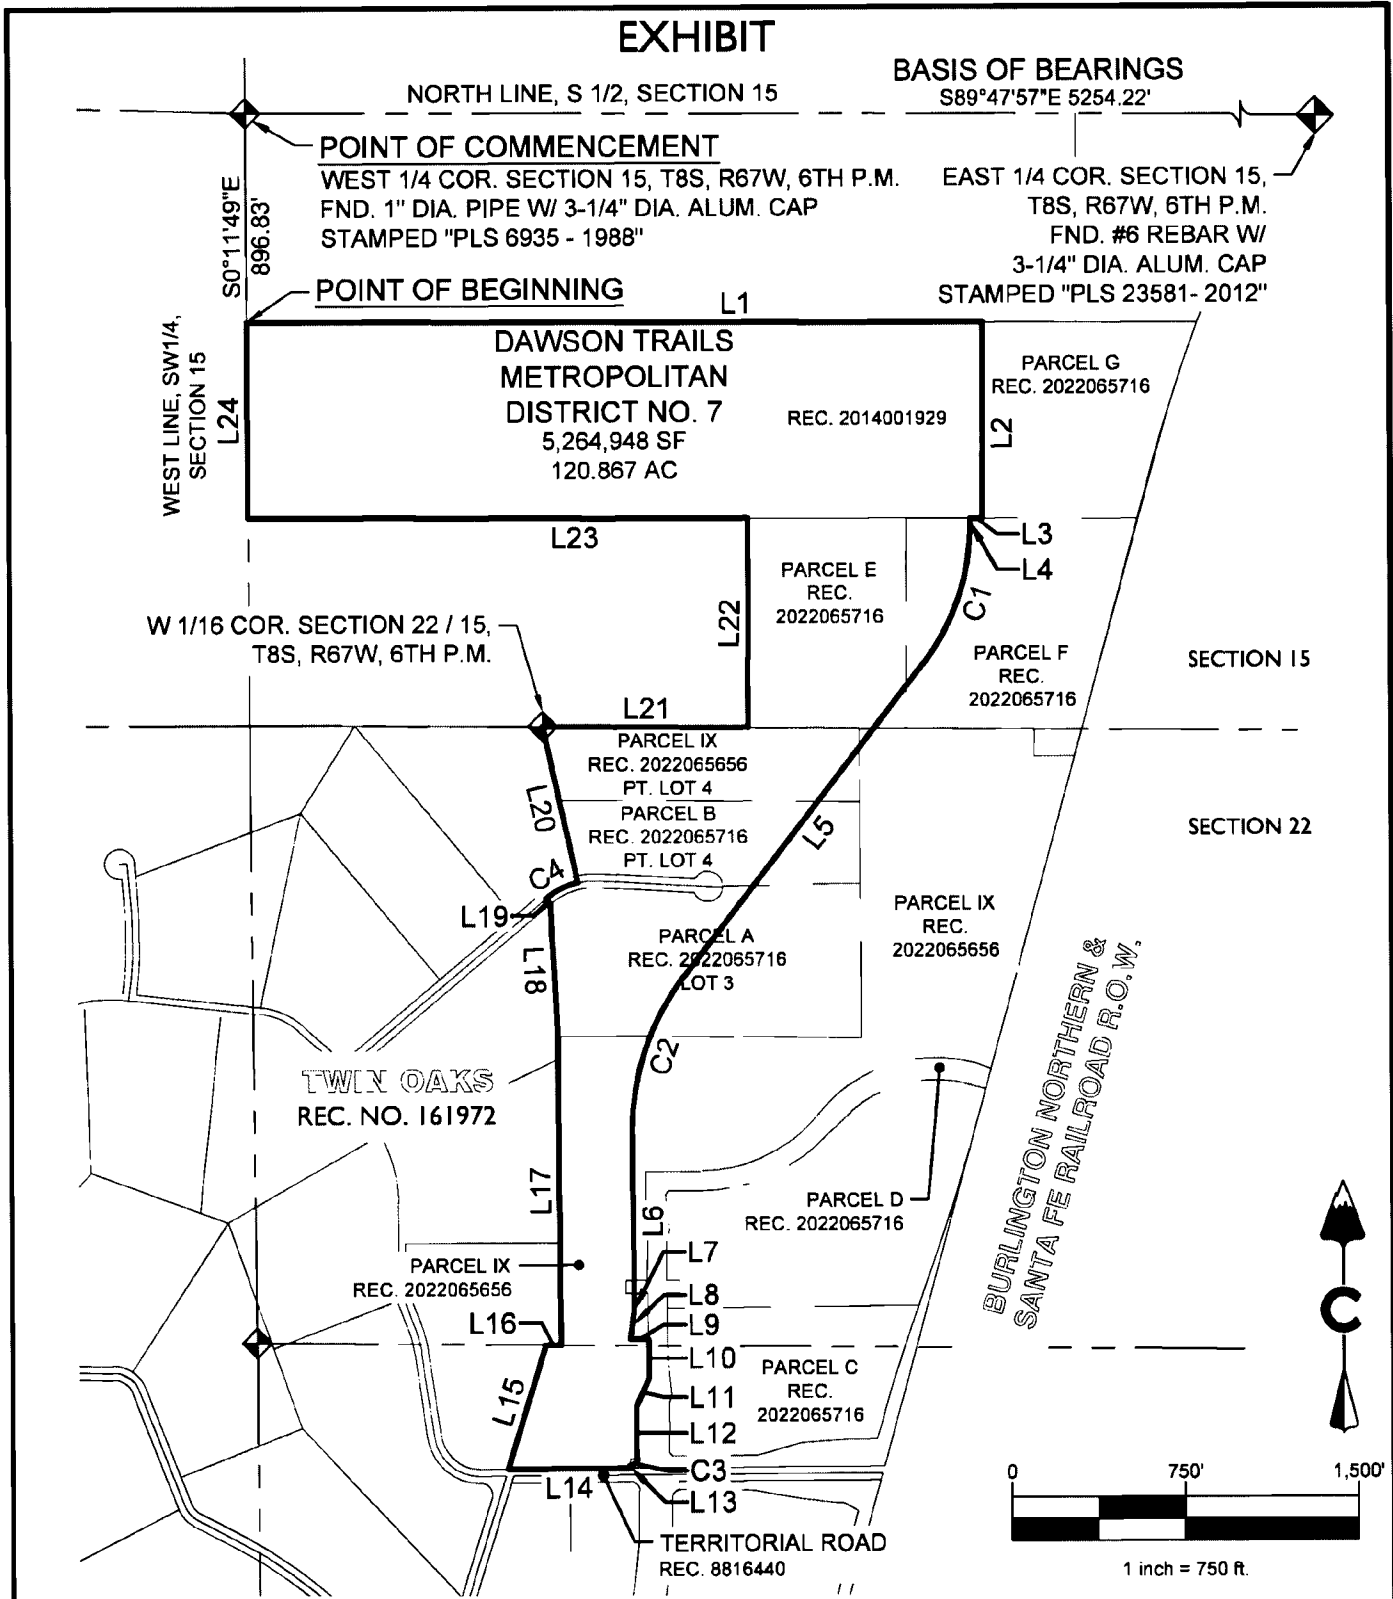 EXHIBIT
BASIS OF BEARINGS
S89°47'57"E 5254.22'
NORTH LINE, S 1/2, SECTION 15
POINT OF COMMENCEMENT
WEST 1/4 COR. SECTION 15, T8S, R67W, 6TH P.M.
FND. 1" DIA. PIPE W/ 3-1/4" DIA. ALUM. CAP
STAMPED "PLS 6935 - 1988"
EAST 1/4 COR. SECTION 15,
T8S, R67W, 6TH P.M.
FND. #6 REBAR W/
3-1/4" DIA. ALUM. CAP
STAMPED "PLS 23581- 2012"
S0°11'49"E
896.83'
POINT OF BEGINNING
L1
WEST LINE, SW1/4,
SECTION 15
L24
DAWSON TRAILS
METROPOLITAN
DISTRICT NO. 7
5,264,948 SF
120.867 AC
REC. 2014001929
PARCEL G
REC. 2022065716
L2
L23
L3
L4
C1
PARCEL E
REC.
2022065716
L22
W 1/16 COR. SECTION 22 / 15,
T8S, R67W, 6TH P.M.
PARCEL F
REC.
2022065716
SECTION 15
L21
PARCEL IX
REC. 2022065656
PT. LOT 4
L20
PARCEL B
REC. 2022065716
PT. LOT 4
L5
SECTION 22
C4
L19
PARCEL IX
REC.
2022065656
L18
PARCEL A
REC. 2022065716
LOT 3
BURLINGTON NORTHERN &
SANTA FE RAILROAD R.O.W.
C2
TWIN OAKS
REC. NO. 161972
L17
L6
PARCEL D
REC. 2022065716
L7
PARCEL IX
REC. 2022065656
L8
L16
L9
L10
PARCEL C
REC.
2022065716
L15
L11
L12
C3
L14
L13
TERRITORIAL ROAD
REC. 8816440
C
0 750' 1,500'
1 inch = 750 ft.